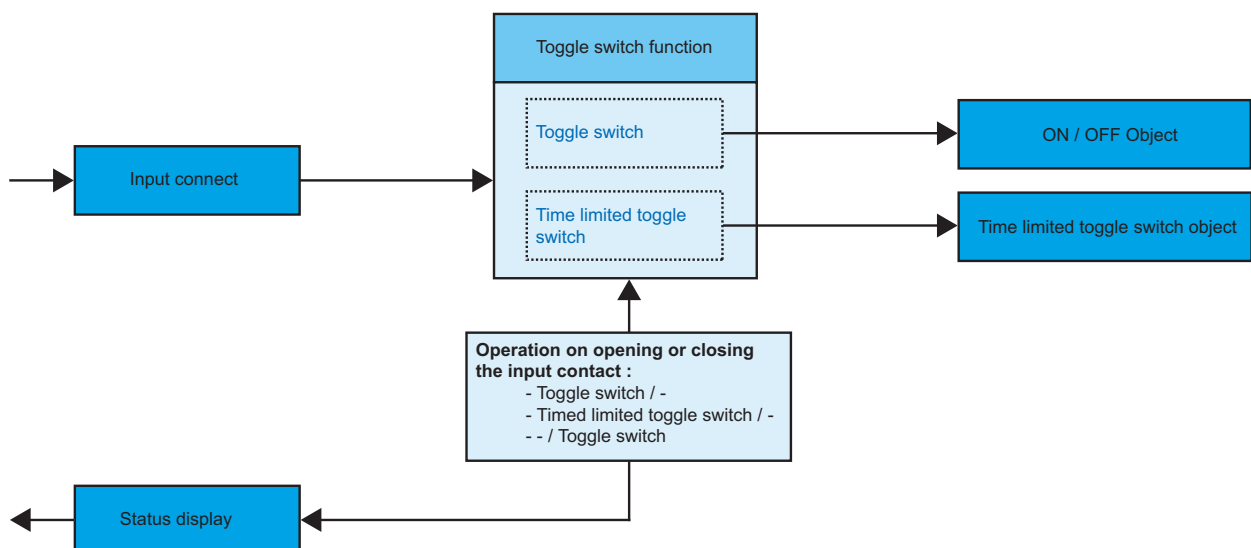 Toggle switch function
Toggle switch
ON / OFF Object
Input connect
Time limited toggle
switch
Time limited toggle switch object
Operation on opening or closing
the input contact :
- Toggle switch / -
- Timed limited toggle switch / -
- - / Toggle switch
Status display